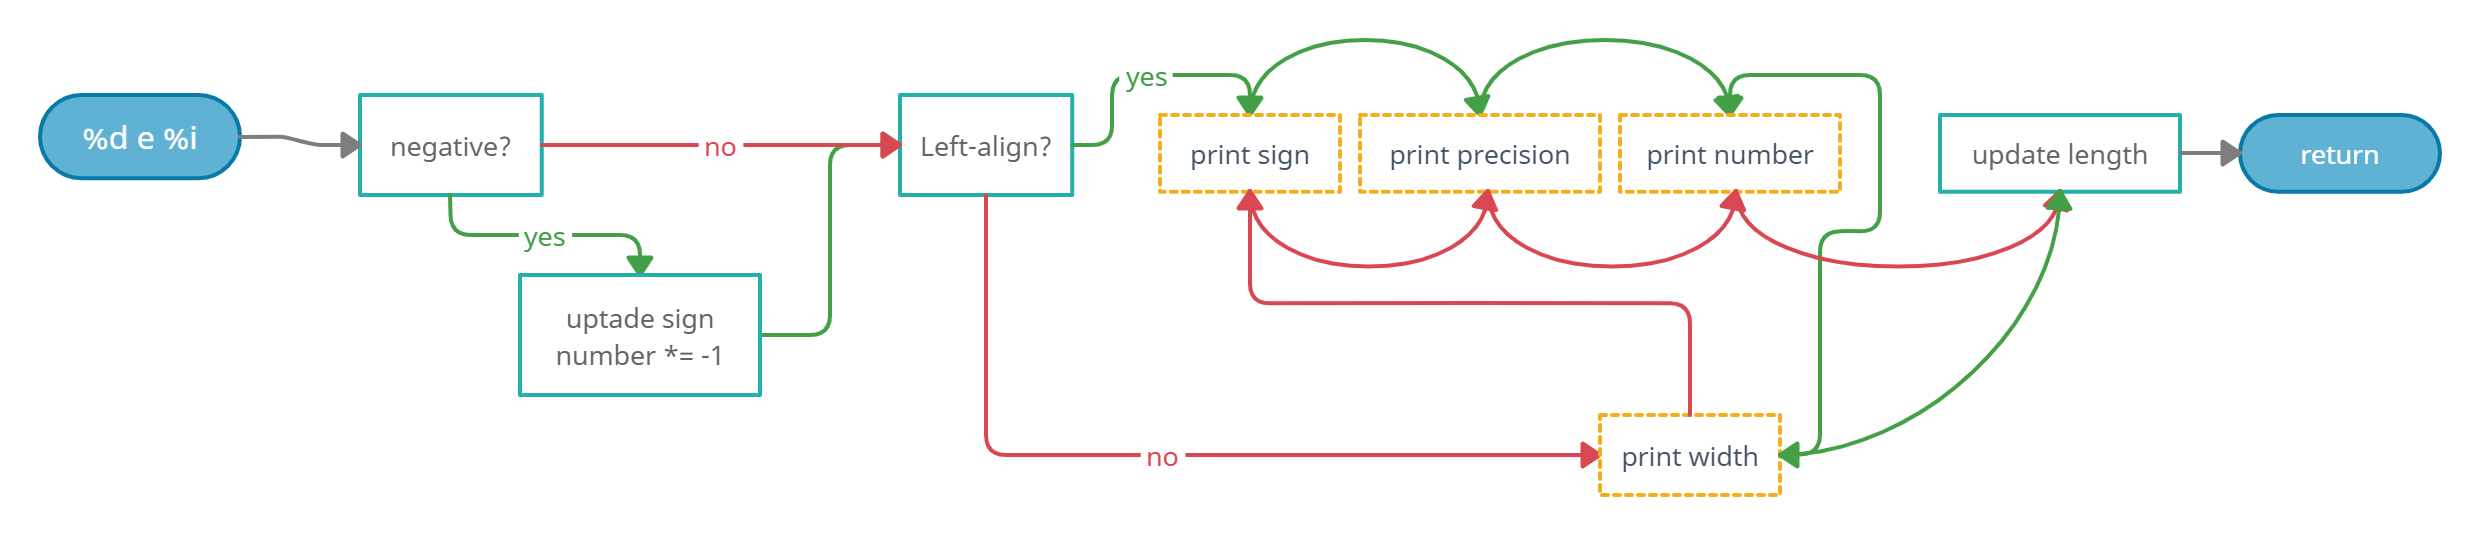 %d e %i
negative?
no
yes
uptade sign
number *= -1
Left-align?
yes
no
print sign
print precision
print number
print width
update length
return